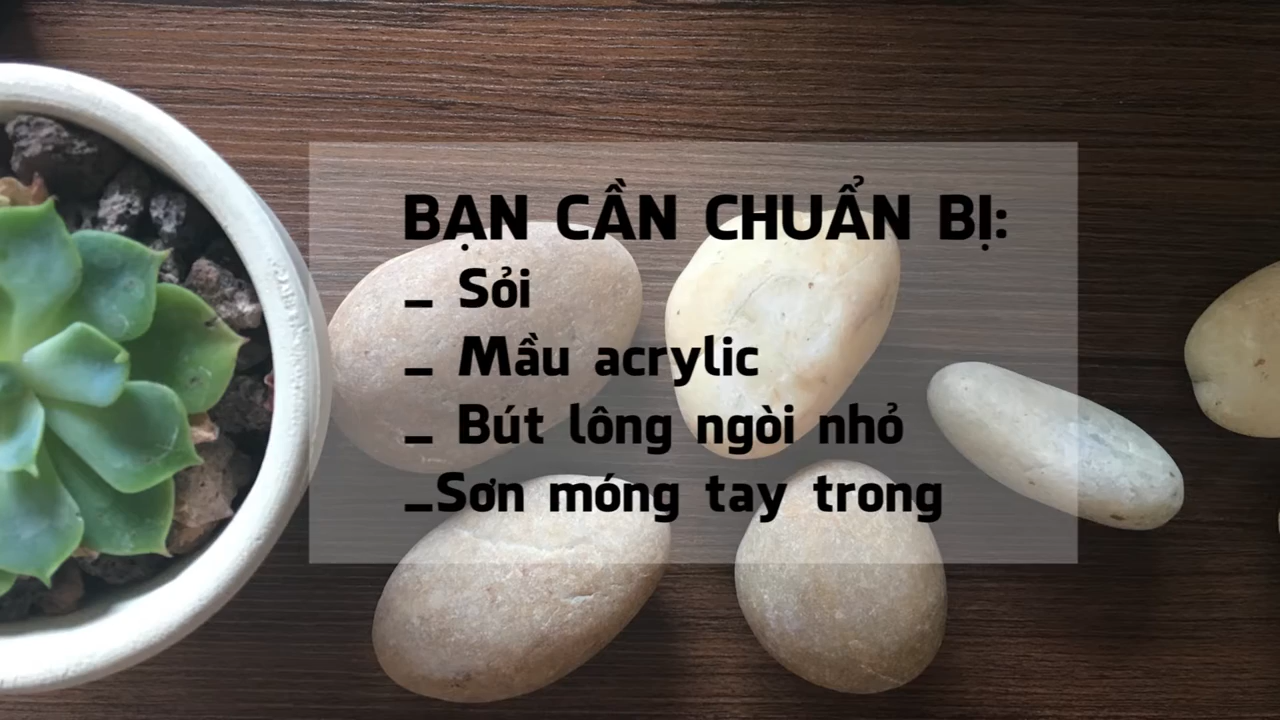 BẠN CẦN CHUẨN BỊ:
_ Sỏi
_ Mầu acrylic
_ Bút lông ngòi nhỏ
_Sơn móng tay trong